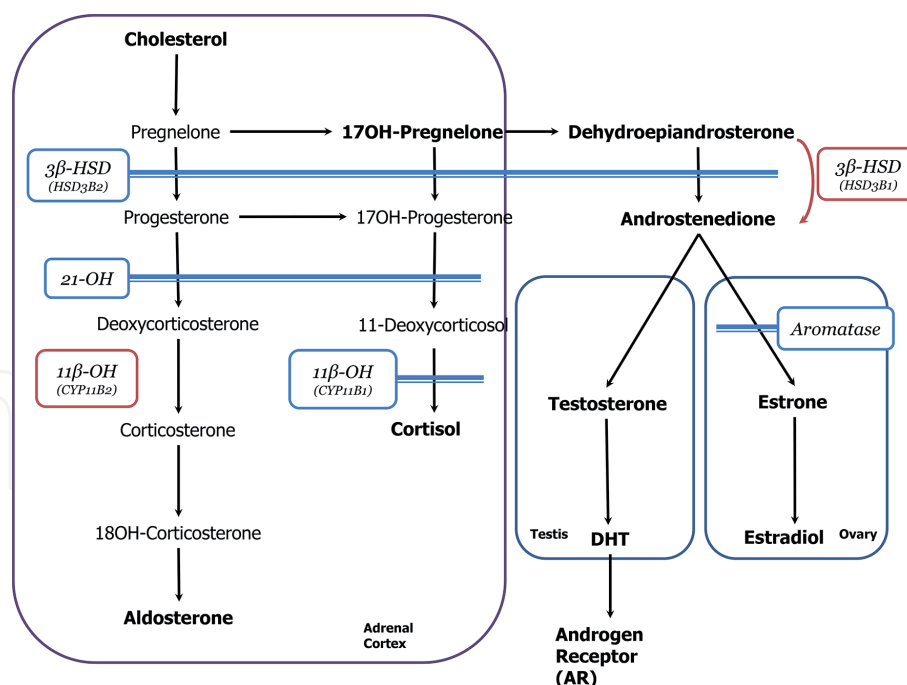 Cholesterol
Pregnelone
17OH-Pregnelone
Dehydroepiandrosterone
3β-HSD
(HSD3B2)
3β-HSD
(HSD3B1)
Progesterone
17OH-Progesterone
Androstenedione
21-OH
Deoxycorticosterone
11-Deoxycorticosol
Aromatase
11β-OH
(CYP11B2)
11β-OH
(CYP11B1)
Corticosterone
Cortisol
Testosterone
Estrone
18OH-Corticosterone
Testis
DHT
Estradiol
Ovary
Aldosterone
Adrenal
Cortex
Androgen
Receptor
(AR)